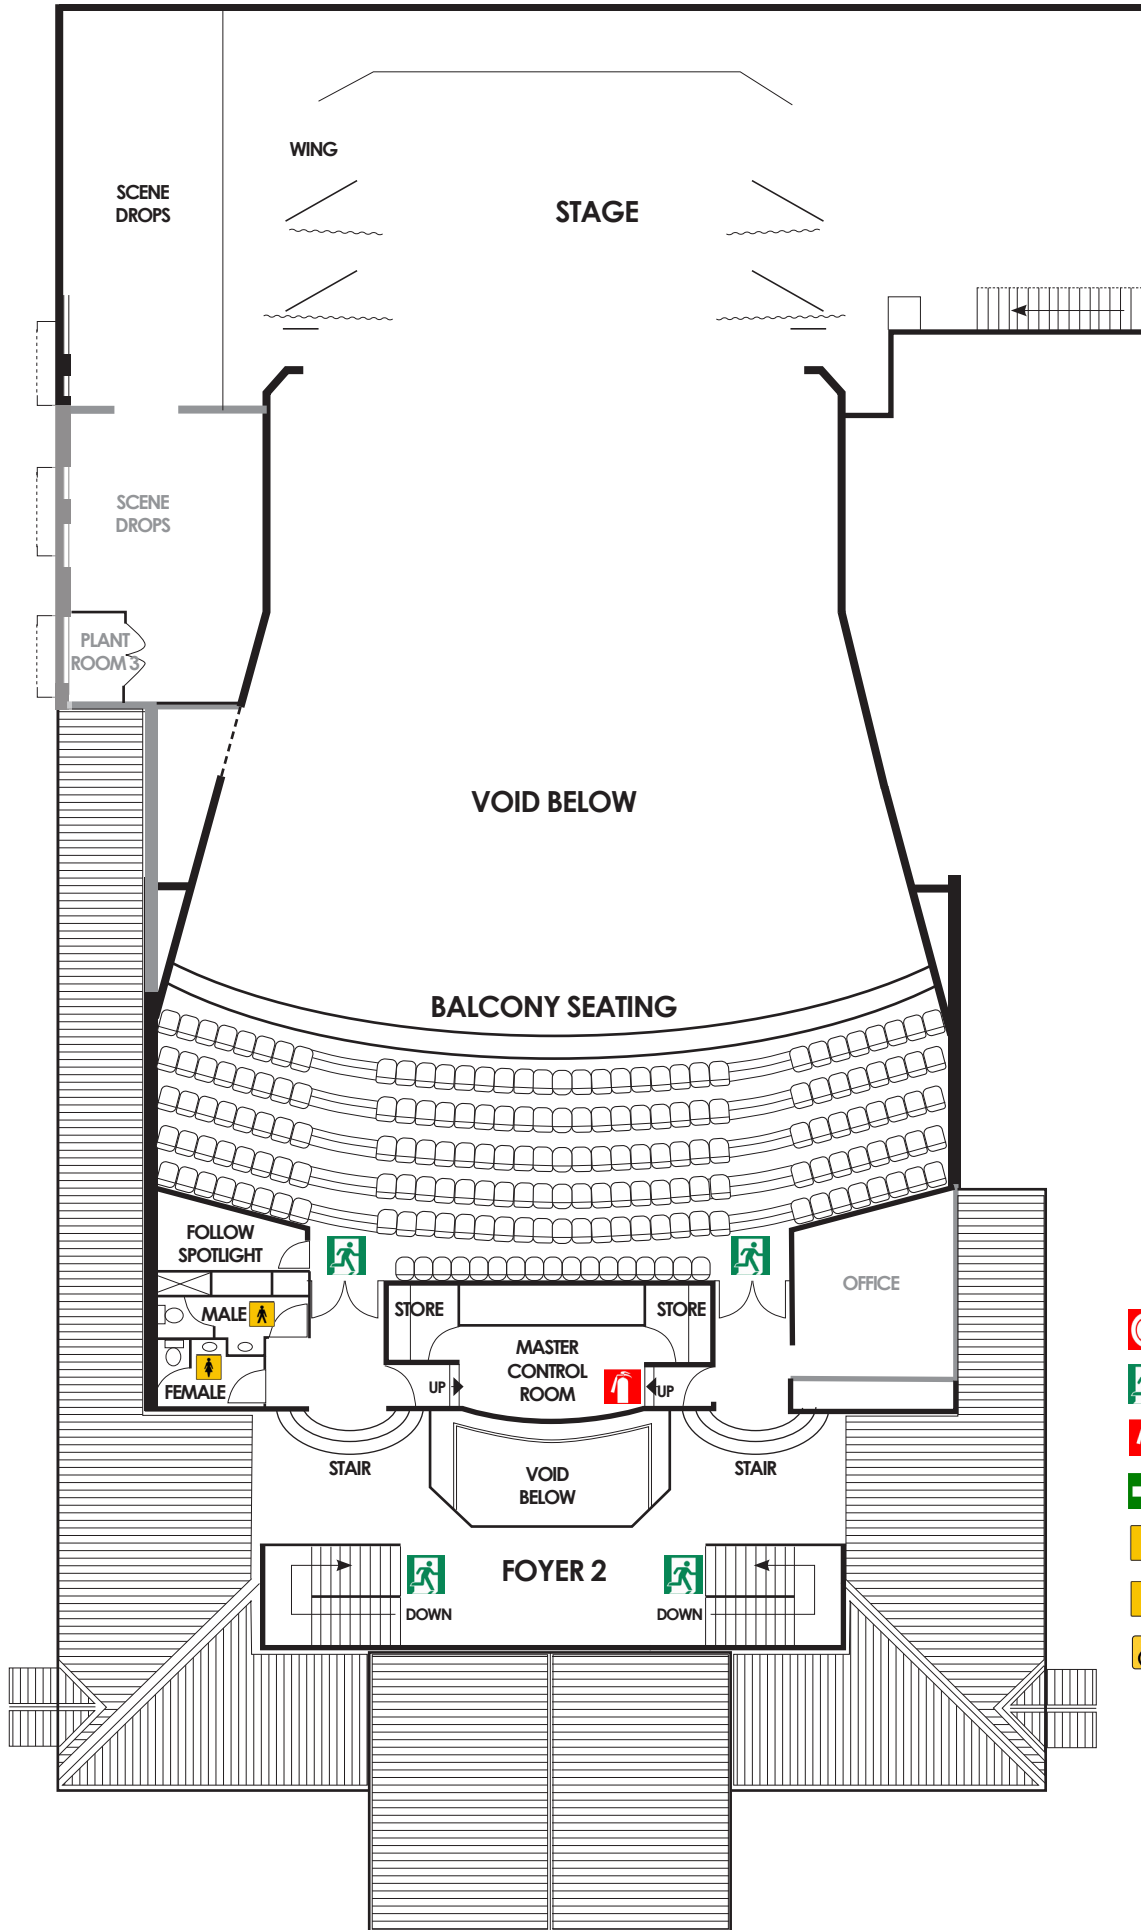 WING
SCENE
DROPS
STAGE
SCENE
DROPS
PLANT
ROOM 3
VOID BELOW
BALCONY SEATING
FOLLOW
SPOTLIGHT
OFFICE
MALE
STORE
STORE
MASTER
CONTROL
ROOM
FEMALE
UP
UP
STAIR
VOID
BELOW
STAIR
FOYER 2
DOWN
DOWN